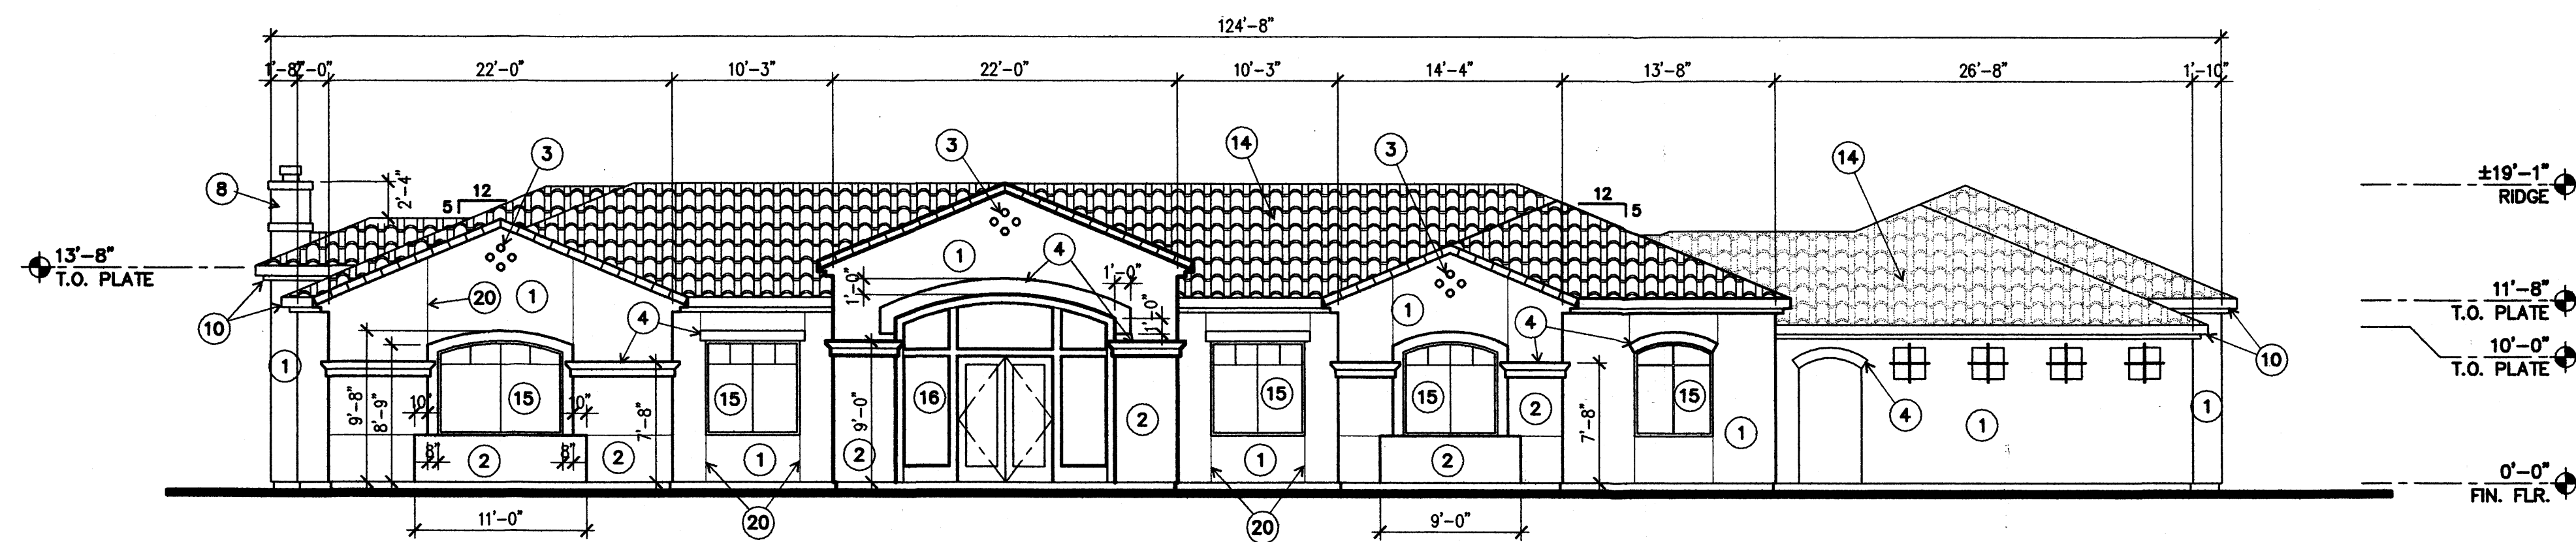 124'-8"
1'-8" 2'-0" 22'-0" 10'-3" 22'-0" 10'-3" 14'-4" 13'-8" 26'-8" 1'-10"
3 3 14 3 14
8 2'-4" 12 5 12 5 ±19'-1"
RIDGE
13'-8"
T.O. PLATE
1 4 1'-0" 1'-0" 1'-0"
10 20 1 4 1 4 11'-8"
T.O. PLATE
10
10'-0"
T.O. PLATE
1 9'-8" 8'-9" 10" 15 10" 7'-8" 15 9'-0" 16 2 15 15 2 7'-8" 15 4 1
8" 2 8" 2 1 2 1 2 1 1
0'-0"
FIN. FLR.
11'-0" 20 20 9'-0"